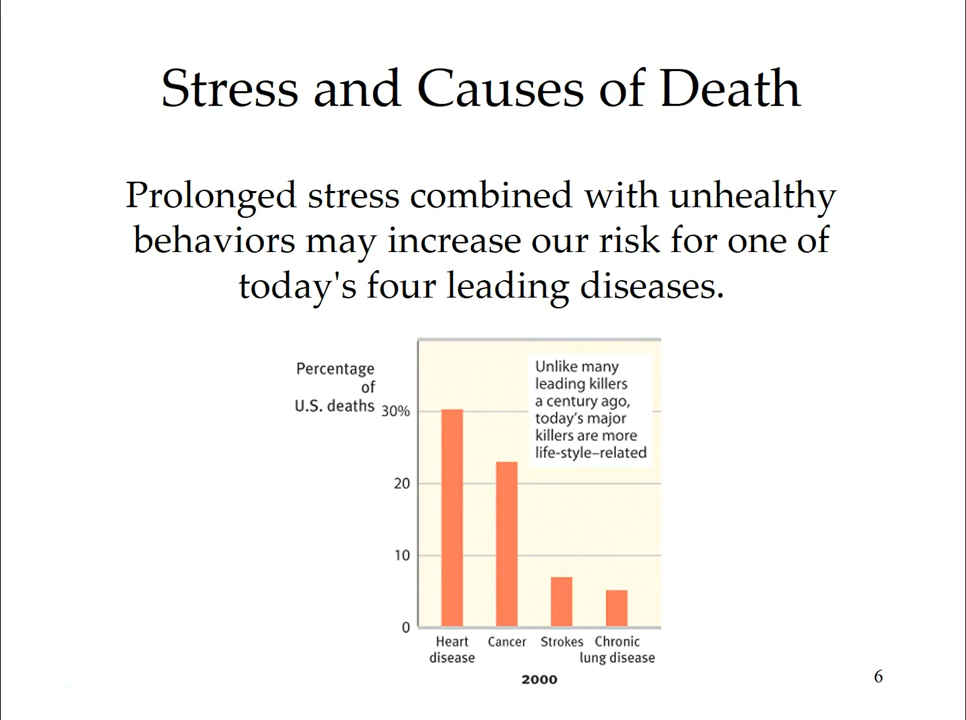 Stress and Causes of Death
Prolonged stress combined with unhealthy
behaviors may increase our risk for one of
today's four leading diseases.
Percentage
of
U.S. deaths
30%
20
10
0
Unlike many
leading killers
a century ago,
today's major
killers are more
life-style–related
Heart
disease
Cancer
Strokes
Chronic
lung disease
2000
6